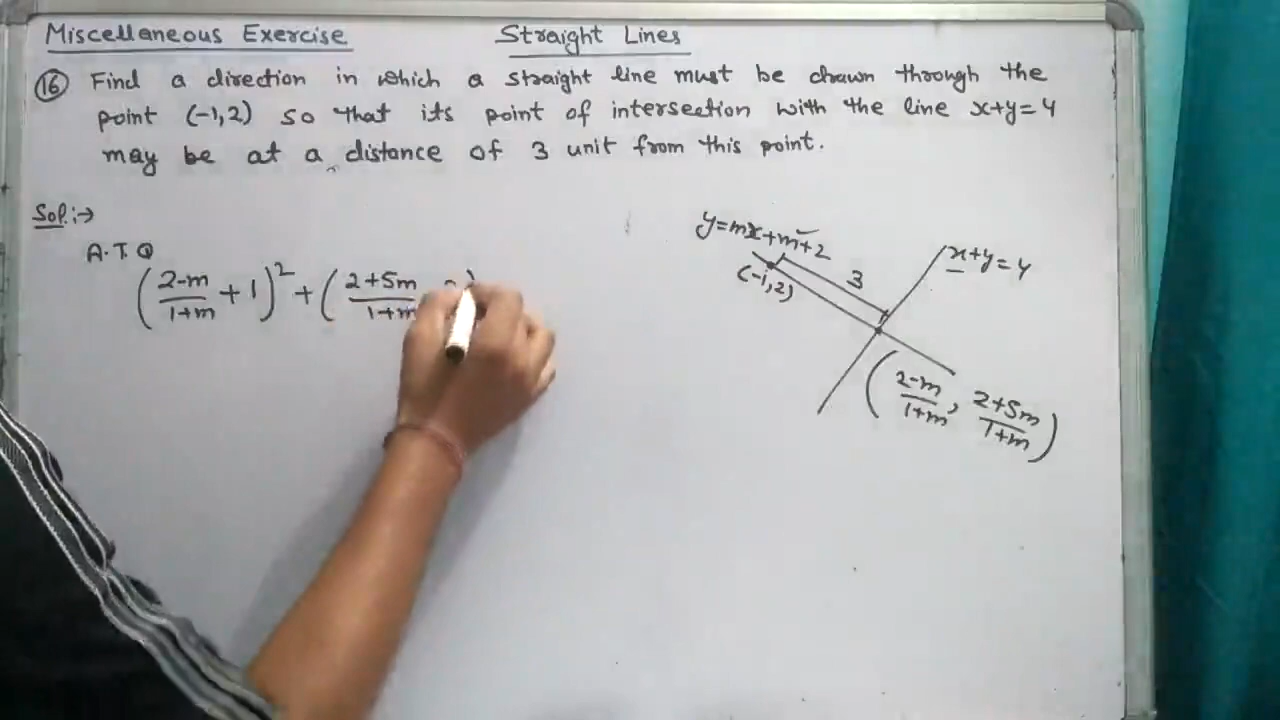 Miscellaneous Exercise Straight Lines
(16) Find a direction in which a straight line must be drawn through the
point (-1,2) so that its point of intersection with the line x+y=4
may be at a distance of 3 unit from this point.
Sol:→
A.T.Q
((2-m)/(1+m) + 1)² + ((2+5m)/(1+m)
y=mx+m+2
(-1,2)
3
x+y=4
((2-m)/(1+m), (2+5m)/(1+m))